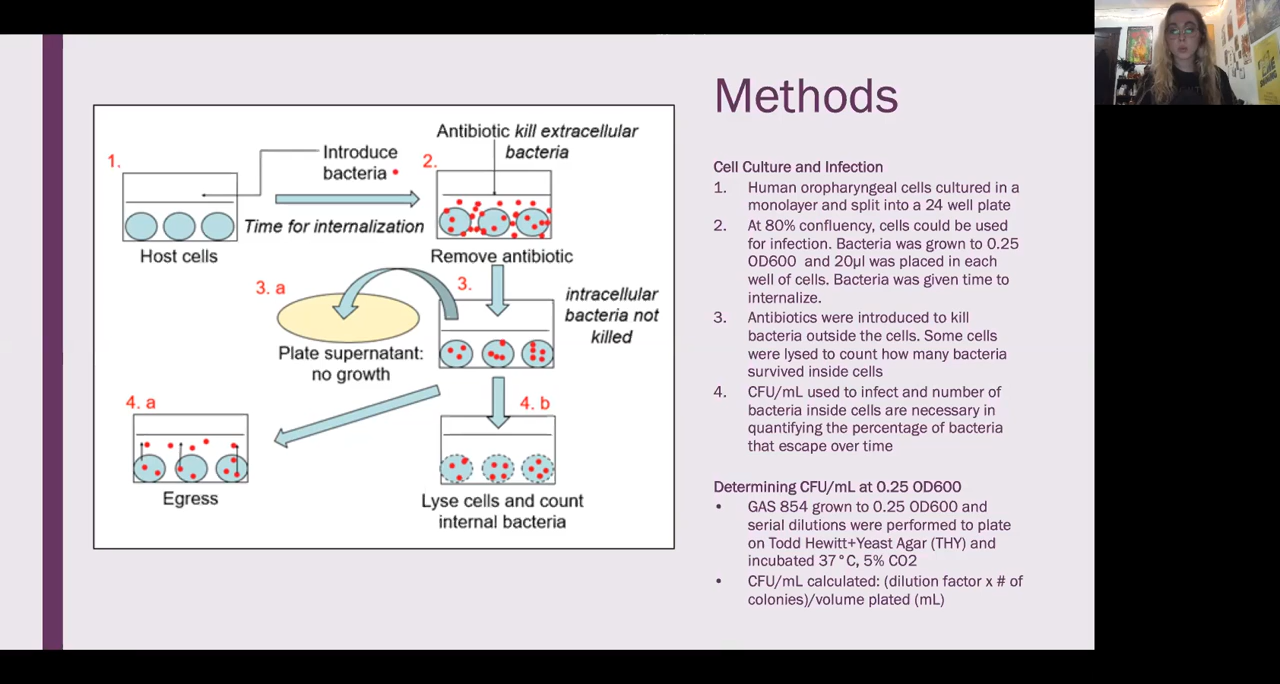 Methods
1.
Introduce
bacteria
Time for internalization
Host cells
2.
Antibiotic kill extracellular
bacteria
Remove antibiotic
3. a
3.
intracellular
bacteria not
killed
Plate supernatant:
no growth
4. a
Egress
4. b
Lyse cells and count
internal bacteria
Cell Culture and Infection
1. Human oropharyngeal cells cultured in a
monolayer and split into a 24 well plate
2. At 80% confluency, cells could be used
for infection. Bacteria was grown to 0.25
OD600 and 20µl was placed in each
well of cells. Bacteria was given time to
internalize.
3. Antibiotics were introduced to kill
bacteria outside the cells. Some cells
were lysed to count how many bacteria
survived inside cells
4. CFU/mL used to infect and number of
bacteria inside cells are necessary in
quantifying the percentage of bacteria
that escape over time
Determining CFU/mL at 0.25 OD600
• GAS 854 grown to 0.25 OD600 and
serial dilutions were performed to plate
on Todd Hewitt+Yeast Agar (THY) and
incubated 37°C, 5% CO2
• CFU/mL calculated: (dilution factor x # of
colonies)/volume plated (mL)